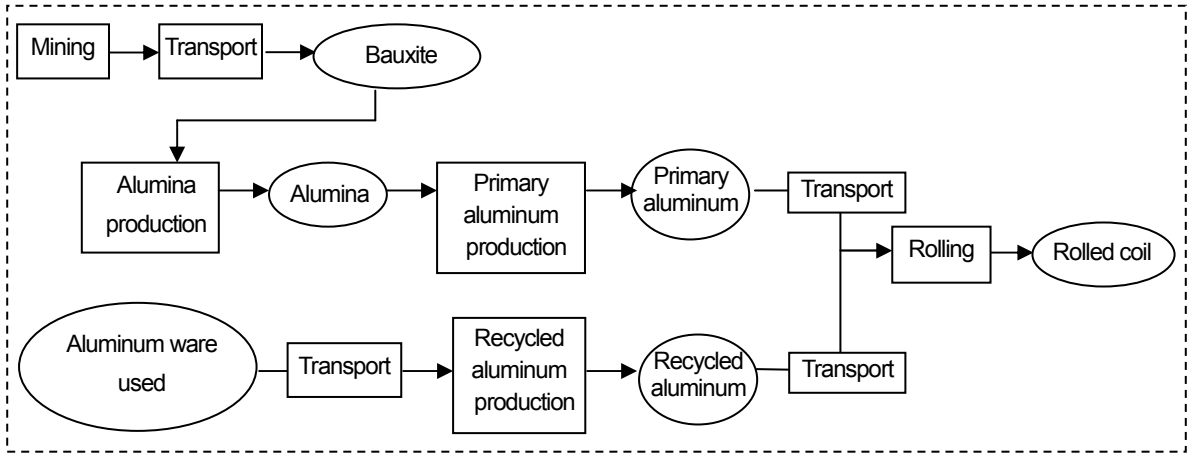 Mining
Transport
Bauxite
Alumina
production
Alumina
Primary
aluminum
production
Primary
aluminum
Transport
Rolling
Rolled coil
Aluminum ware
used
Transport
Recycled
aluminum
production
Recycled
aluminum
Transport